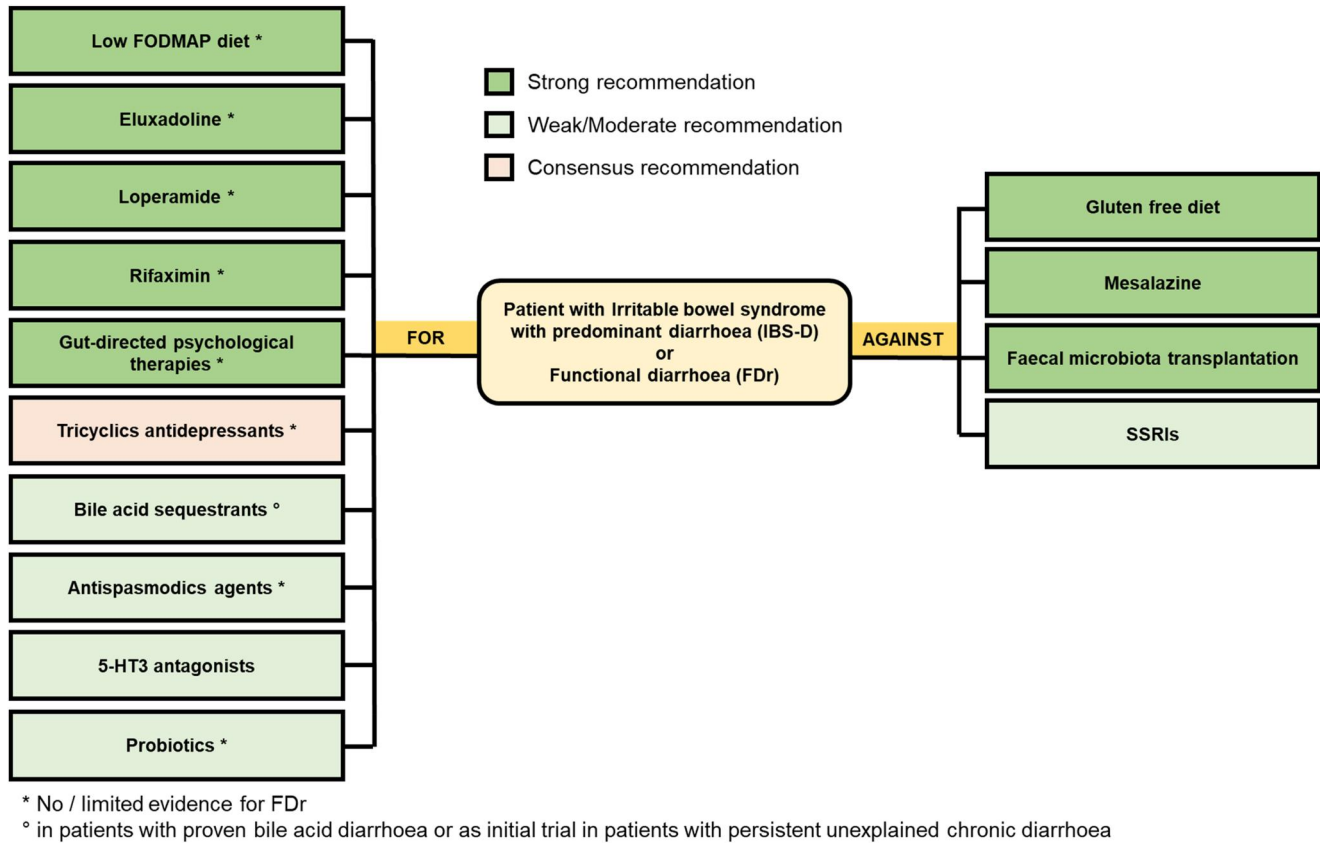 Low FODMAP diet *
Eluxadoline *
Loperamide *
Rifaximin *
Gut-directed psychological
therapies *
Tricyclics antidepressants *
Bile acid sequestrants °
Antispasmodics agents *
5-HT3 antagonists
Probiotics *
Strong recommendation
Weak/Moderate recommendation
Consensus recommendation
FOR
Patient with Irritable bowel syndrome
with predominant diarrhoea (IBS-D)
or
Functional diarrhoea (FDr)
AGAINST
Gluten free diet
Mesalazine
Faecal microbiota transplantation
SSRIs
* No / limited evidence for FDr
° in patients with proven bile acid diarrhoea or as initial trial in patients with persistent unexplained chronic diarrhoea